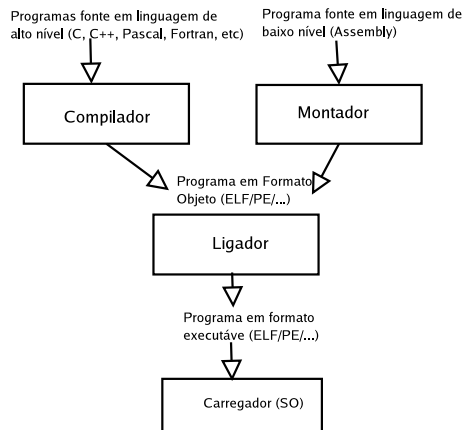 Programas fonte em linguagem de
alto nível (C, C++, Pascal, Fortran, etc)
Programa fonte em linguagem de
baixo nível (Assembly)
Compilador
Montador
Programa em Formato
Objeto (ELF/PE/...)
Ligador
Programa em formato
executáve (ELF/PE/...)
Carregador (SO)